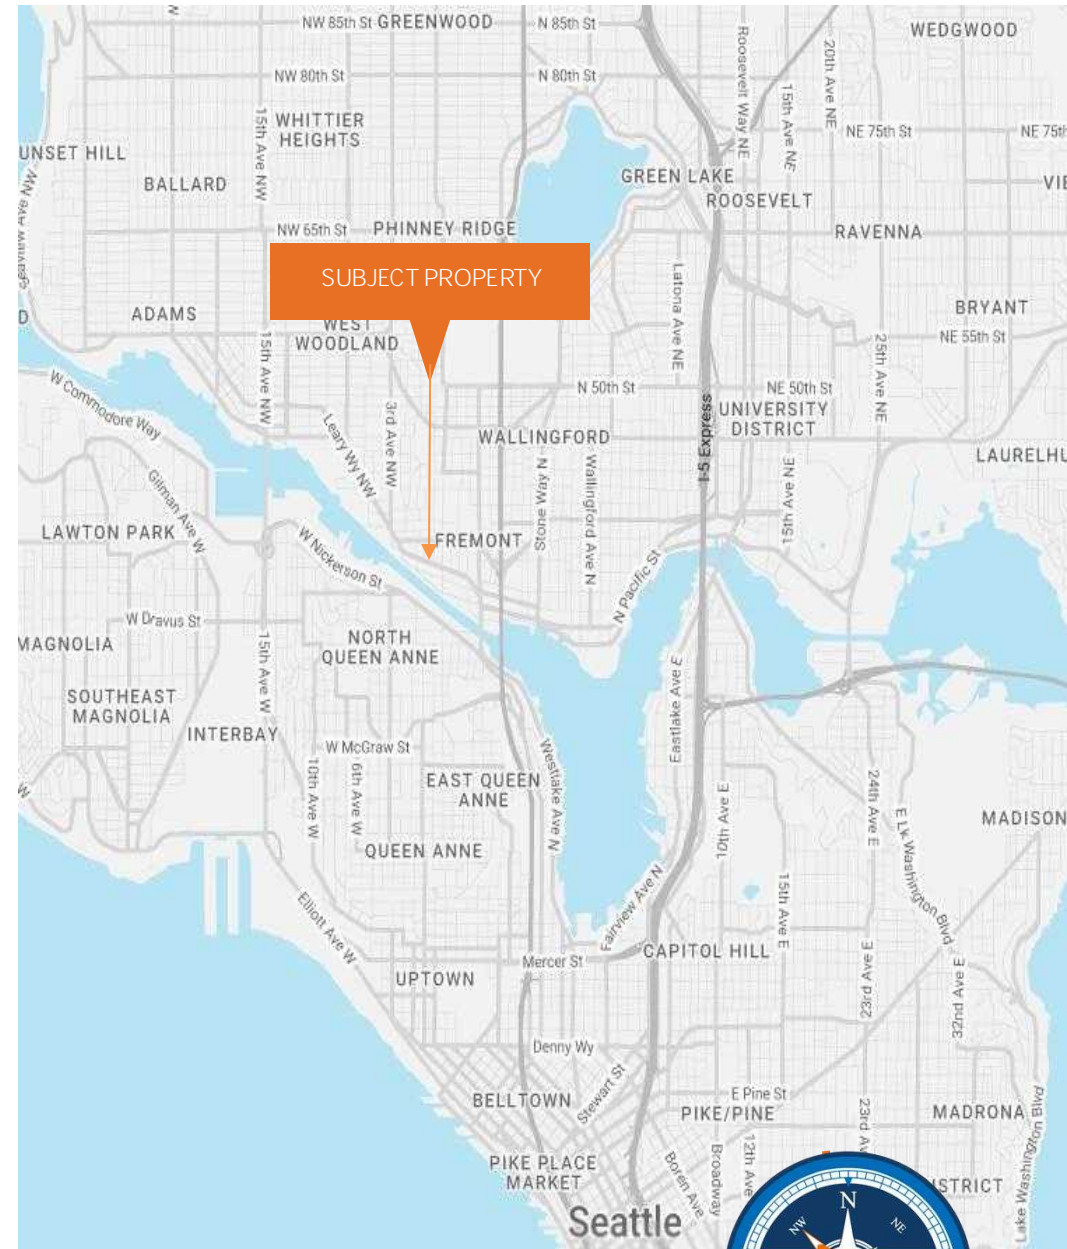 NW 85th St
GREENWOOD
N 85th St
WEDGWOOD
Roosevelt Way NE
20th Ave NE
NW 80th St
N 80th St
15th Ave NE
15th Ave NW
WHITTIER
HEIGHTS
NE 75th St
NE 75th
UNSET HILL
BALLARD
GREEN LAKE
ROOSEVELT
NW 65th St
PHINNEY RIDGE
RAVENNA
SUBJECT PROPERTY
Latona Ave NE
ADAMS
WEST
WOODLAND
BRYANT
NE 55th St
15th Ave NW
25th Ave NE
W Commodore Way
N 50th St
NE 50th St
I-5 Express
UNIVERSITY
DISTRICT
3rd Ave NW
Leary Wy NW
WALLINGFORD
LAURELHU
Gilman Ave W
Stone Way N
Wallingford Ave N
15th Ave NE
LAWTON PARK
W Nickerson St
FREMONT
N Pacific St
W Dravus St
MAGNOLIA
15th Ave W
NORTH
QUEEN ANNE
SOUTHEAST
MAGNOLIA
Eastlake Ave E
INTERBAY
W McGraw St
10th Ave W
6th Ave W
EAST QUEEN
ANNE
Westlake Ave N
10th Ave E
24th Ave E
E Lk Washington Blvd
MADISON
QUEEN ANNE
Elliott Ave W
Fairview Ave N
15th Ave E
Mercer St
CAPITOL HILL
UPTOWN
23rd Ave E
32nd Ave E
Denny Wy
Stewart St
BELLTOWN
E Pine St
PIKE/PINE
MADRONA
Lake Washington Blvd
PIKE PLACE
MARKET
Boren Ave
Broadway
12th Ave
ISTRICT
Seattle
N
NW
NE